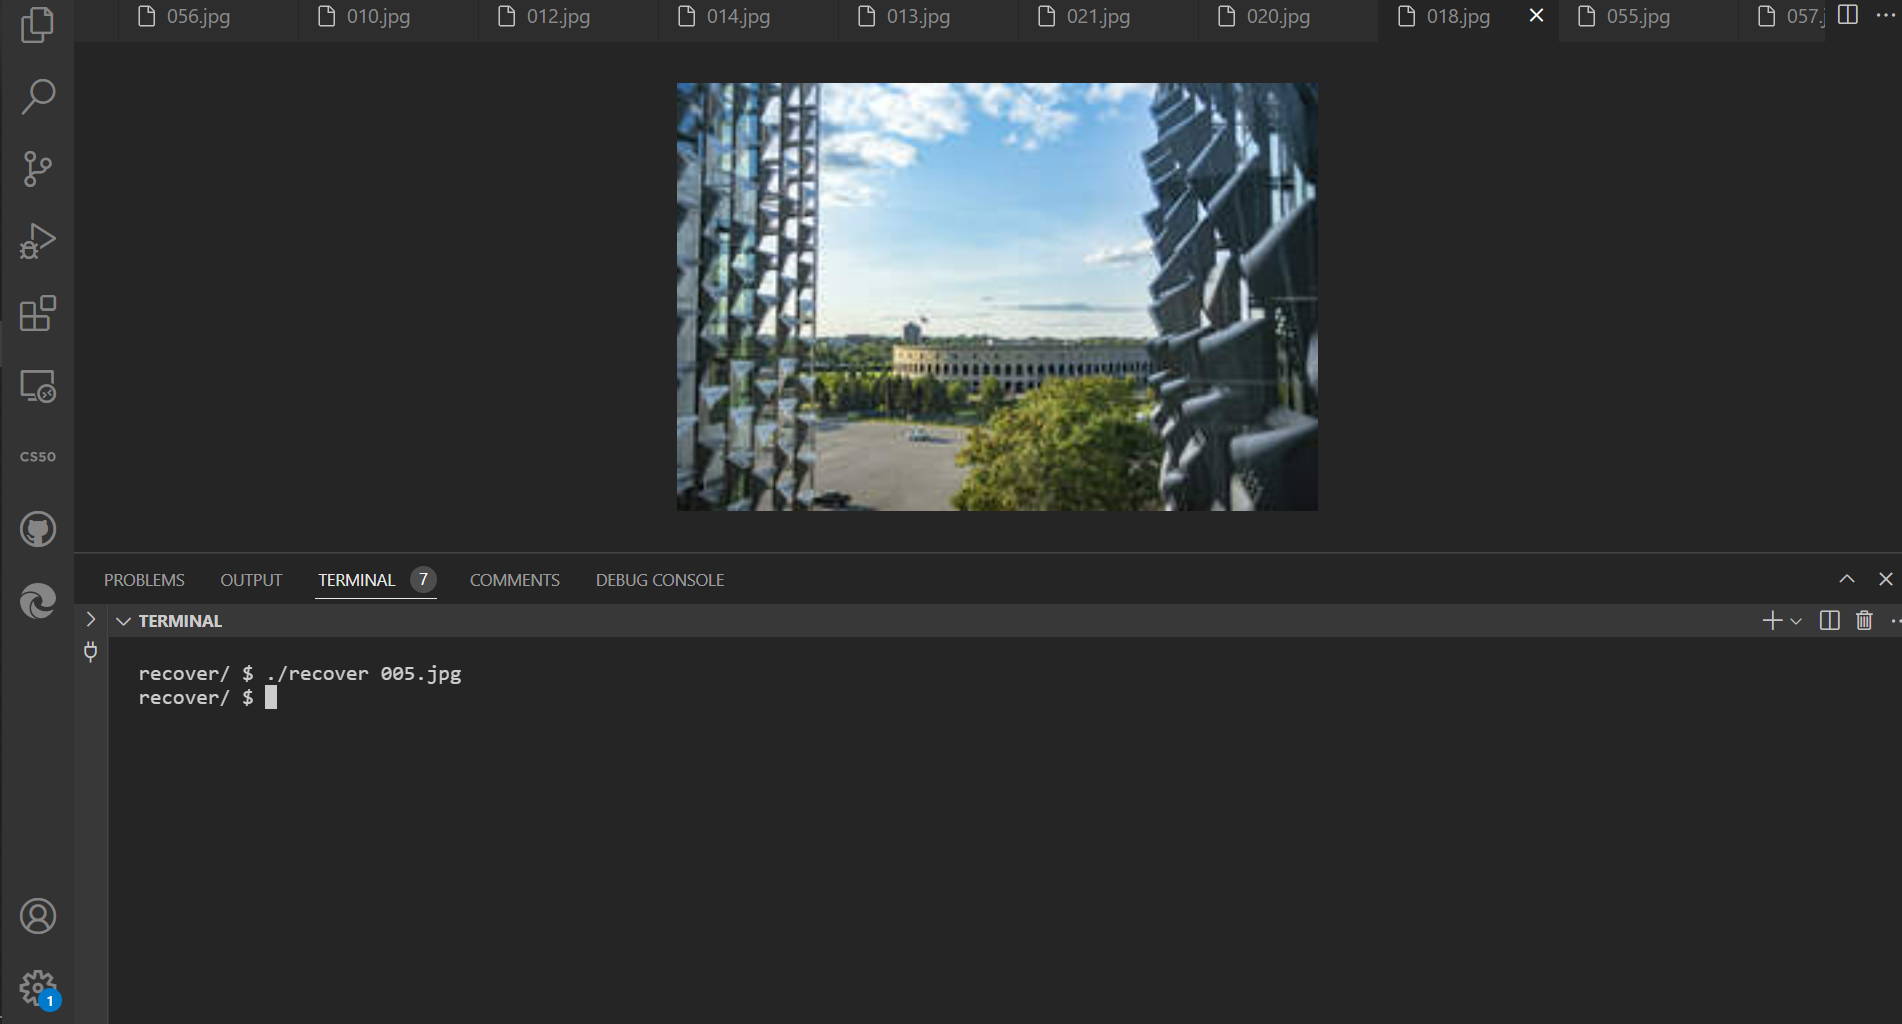 056.jpg
010.jpg
012.jpg
014.jpg
013.jpg
021.jpg
020.jpg
018.jpg
055.jpg
057.j
CS50
PROBLEMS
OUTPUT
TERMINAL
7
COMMENTS
DEBUG CONSOLE
TERMINAL
recover/ $ ./recover 005.jpg
recover/ $
1